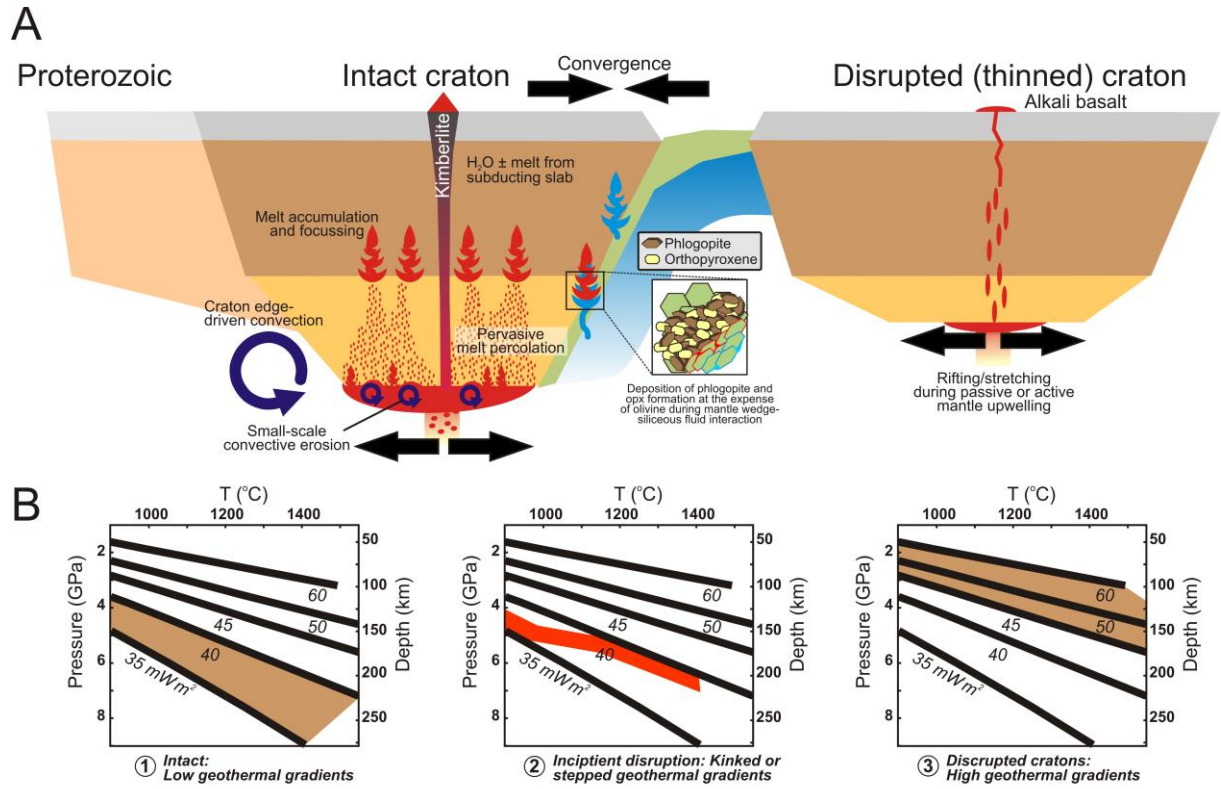 A
Proterozoic
Intact craton
Convergence
Disrupted (thinned) craton
Alkali basalt
Kimberlite
H₂O ± melt from
subducting slab
Melt accumulation
and focussing
Phlogopite
Orthopyroxene
Craton edge-
driven convection
Pervasive
melt percolation
Small-scale
convective erosion
Deposition of phlogopite and
opx formation at the expense
of olivine during mantle wedge-
siliceous fluid interaction
Rifting/stretching
during passive or active
mantle upwelling
B
T (°C)
1000 1200 1400
Pressure (GPa)
2
4
6
8
Depth (km)
50
100
150
200
250
60
50
45
40
35 mWm²
① Intact:
Low geothermal gradients
T (°C)
1000 1200 1400
Pressure (GPa)
2
4
6
8
Depth (km)
50
100
150
200
250
60
50
45
40
35 mWm²
② Incipient disruption: Kinked or
stepped geothermal gradients
T (°C)
1000 1200 1400
Pressure (GPa)
2
4
6
8
Depth (km)
50
100
150
200
250
60
50
45
40
35 mWm²
③ Discrupted cratons:
High geothermal gradients